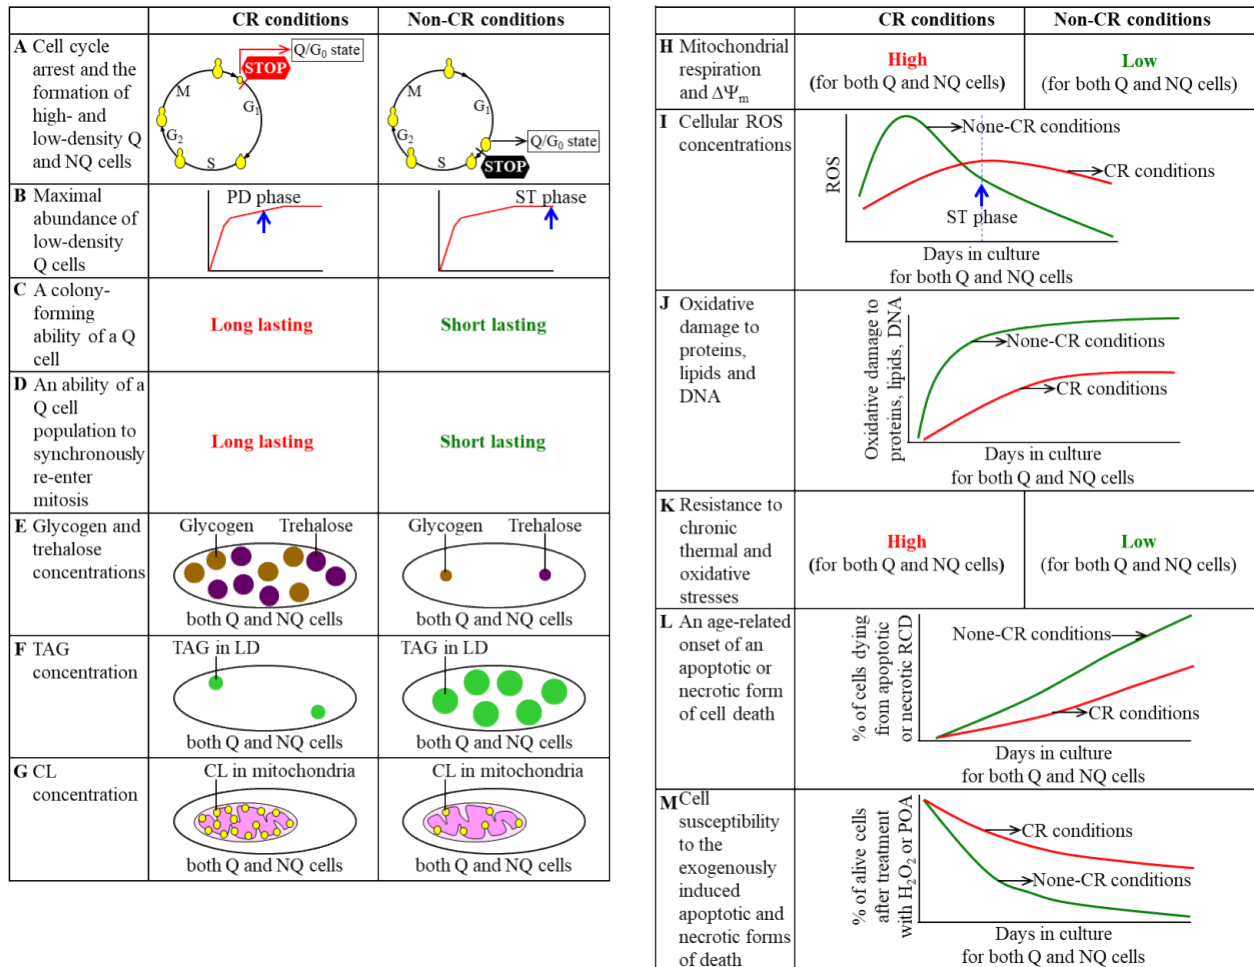 CR conditions
Non-CR conditions
A Cell cycle
arrest and the
formation of
high- and
low-density Q
and NQ cells
Q/G₀ state
STOP
M
G₁
G₂
S
M
G₁
G₂
S
Q/G₀ state
STOP
B Maximal
abundance of
low-density
Q cells
PD phase
ST phase
C A colony-
forming
ability of a Q
cell
Long lasting
Short lasting
D An ability of a
Q cell
population to
synchronously
re-enter
mitosis
Long lasting
Short lasting
E Glycogen and
trehalose
concentrations
Glycogen Trehalose
both Q and NQ cells
Glycogen Trehalose
both Q and NQ cells
F TAG
concentration
TAG in LD
both Q and NQ cells
TAG in LD
both Q and NQ cells
G CL
concentration
CL in mitochondria
both Q and NQ cells
CL in mitochondria
both Q and NQ cells
CR conditions
Non-CR conditions
H Mitochondrial
respiration
and ΔΨm
High
(for both Q and NQ cells)
Low
(for both Q and NQ cells)
I Cellular ROS
concentrations
ROS
None-CR conditions
CR conditions
ST phase
Days in culture
for both Q and NQ cells
J Oxidative
damage to
proteins,
lipids and
DNA
Oxidative damage to
proteins, lipids, DNA
None-CR conditions
CR conditions
Days in culture
for both Q and NQ cells
K Resistance to
chronic
thermal and
oxidative
stresses
High
(for both Q and NQ cells)
Low
(for both Q and NQ cells)
L An age-related
onset of an
apoptotic or
necrotic form
of cell death
% of cells dying
from apoptotic
or necrotic RCD
None-CR conditions
CR conditions
Days in culture
for both Q and NQ cells
M Cell
susceptibility
to the
exogenously
induced
apoptotic and
necrotic forms
of death
% of alive cells
after treatment
with H₂O₂ or POA
CR conditions
None-CR conditions
Days in culture
for both Q and NQ cells